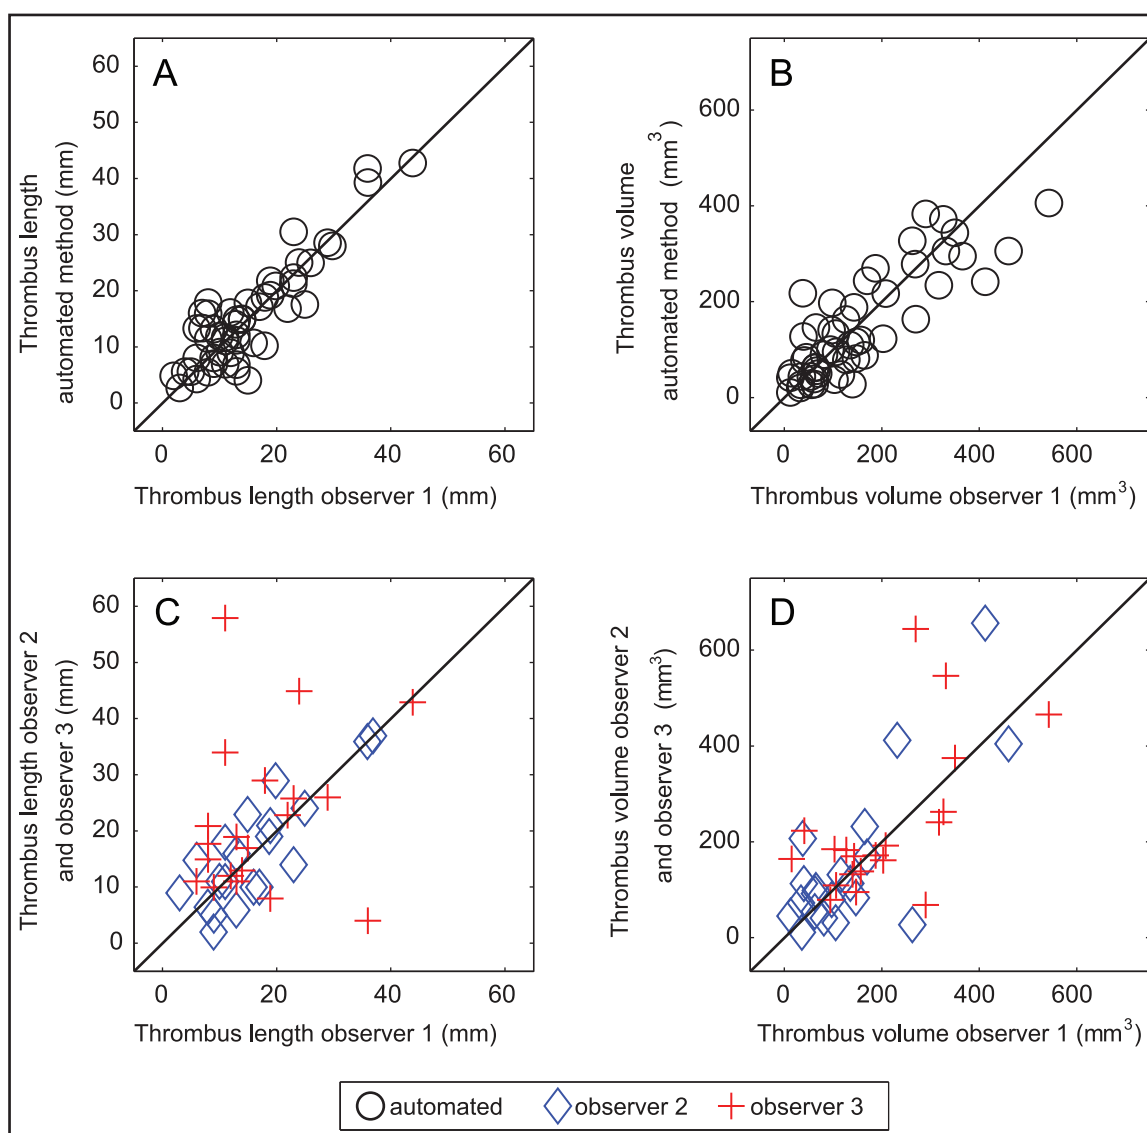 A
Thrombus length
automated method (mm)
60
50
40
30
20
10
0
0 20 40 60
Thrombus length observer 1 (mm)
B
Thrombus volume
automated method (mm³)
600
400
200
0
0 200 400 600
Thrombus volume observer 1 (mm³)
C
Thrombus length observer 2
and observer 3 (mm)
60
50
40
30
20
10
0
0 20 40 60
Thrombus length observer 1 (mm)
D
Thrombus volume observer 2
and observer 3 (mm³)
600
400
200
0
0 200 400 600
Thrombus volume observer 1 (mm³)
automated observer 2 observer 3